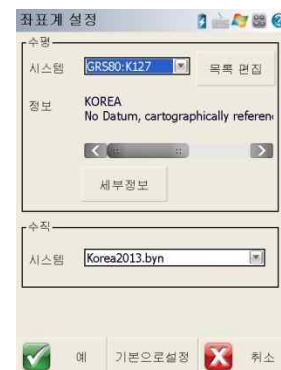 좌표계 설정
수평
시스템 GRS80:K127 목록 편집
정보 KOREA
No Datum, cartographically referen
세부정보
수직
시스템 Korea2013.byn
예 기본으로설정 취소